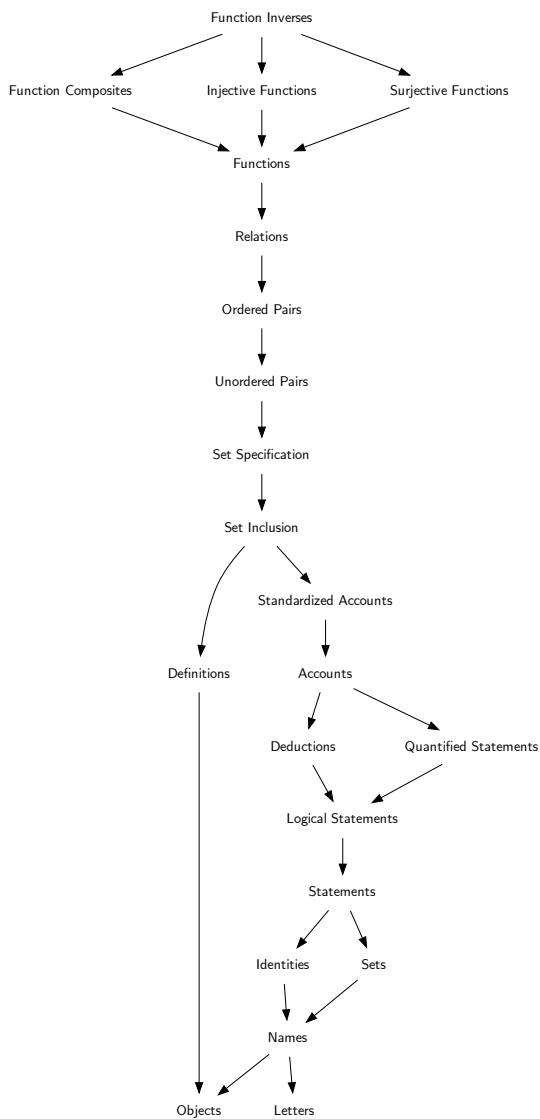 Function Inverses
Function Composites
Injective Functions
Surjective Functions
Functions
Relations
Ordered Pairs
Unordered Pairs
Set Specification
Set Inclusion
Standardized Accounts
Definitions
Accounts
Deductions
Quantified Statements
Logical Statements
Statements
Identities
Sets
Names
Objects
Letters